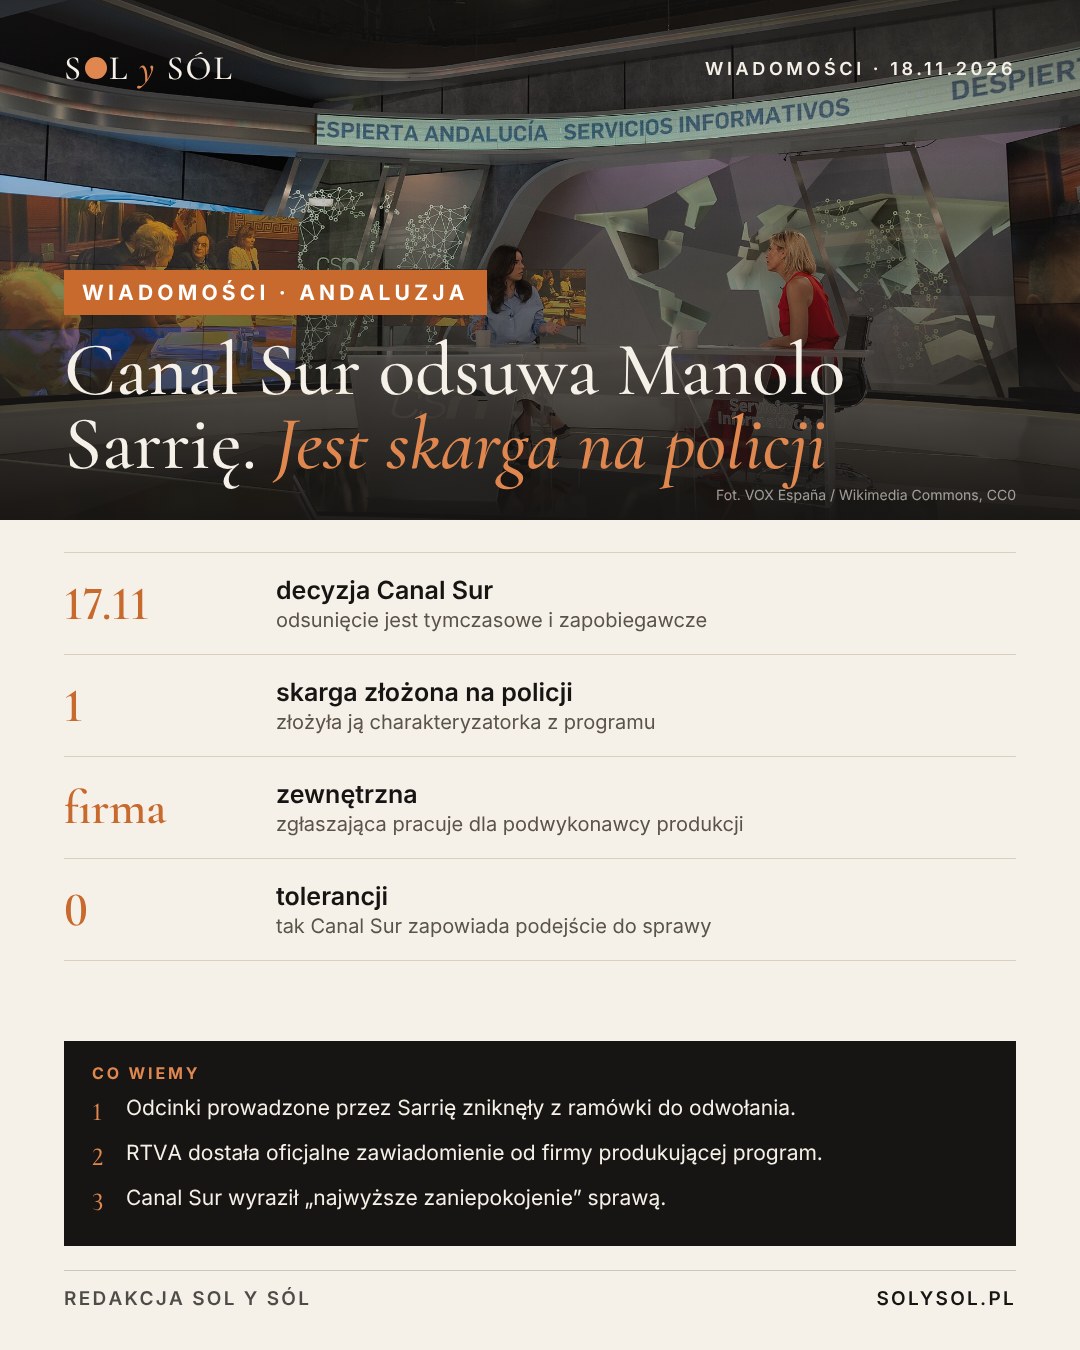 SOL y SÓL
WIADOMOŚCI · 18.11.2026
DESPIERT
ESPIERTA ANDALUCÍA SERVICIOS INFORMATIVOS
csp
WIADOMOŚCI · ANDALUZJA
Canal Sur odsuwa Manolo
Sarrię. Jest skarga na policji
Fot. VOX España / Wikimedia Commons, CC0
17.11
decyzja Canal Sur
odsunięcie jest tymczasowe i zapobiegawcze
1
skarga złożona na policji
złożyła ją charakteryzatorka z programu
firma
zewnętrzna
zgłaszająca pracuje dla podwykonawcy produkcji
0
tolerancji
tak Canal Sur zapowiada podejście do sprawy
CO WIEMY
1 Odcinki prowadzone przez Sarrię zniknęły z ramówki do odwołania.
2 RTVA dostała oficjalne zawiadomienie od firmy produkującej program.
3 Canal Sur wyraził „najwyższe zaniepokojenie” sprawą.
REDAKCJA SOL Y SÓL
SOLYSOL.PL